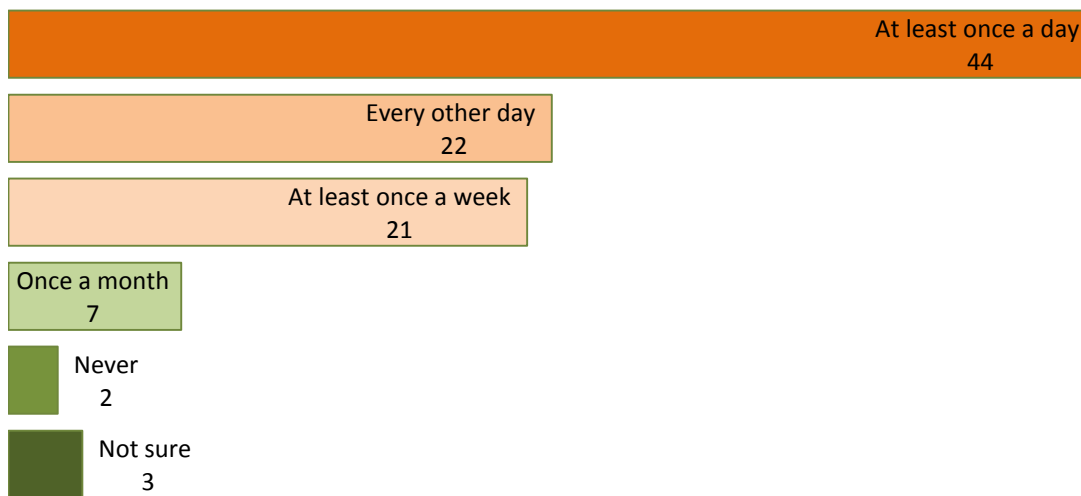 At least once a day
44
Every other day
22
At least once a week
21
Once a month
7
Never
2
Not sure
3